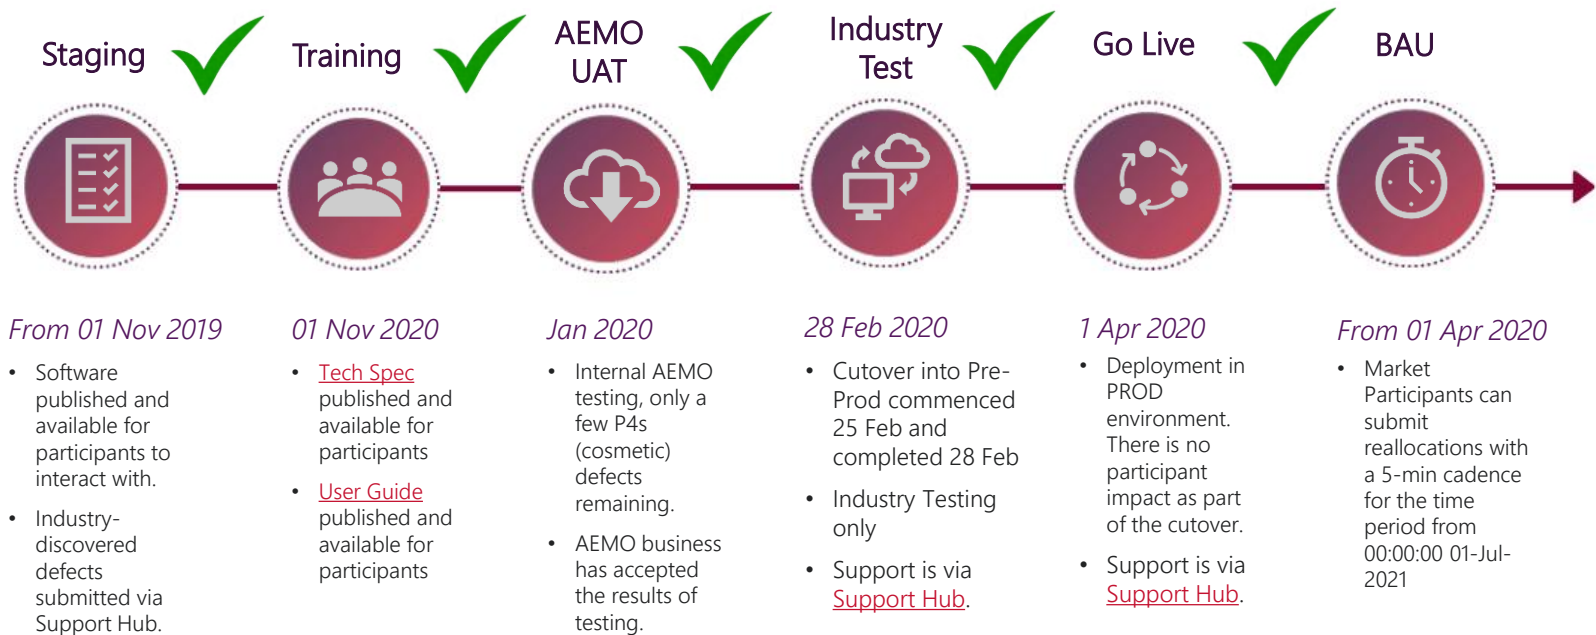 Staging
Training
AEMO
UAT
Industry
Test
Go Live
BAU
From 01 Nov 2019
• Software
published and
available for
participants to
interact with.
• Industry-
discovered
defects
submitted via
Support Hub.
01 Nov 2020
• Tech Spec
published and
available for
participants
• User Guide
published and
available for
participants
Jan 2020
• Internal AEMO
testing, only a
few P4s
(cosmetic)
defects
remaining.
• AEMO business
has accepted
the results of
testing.
28 Feb 2020
• Cutover into Pre-
Prod commenced
25 Feb and
completed 28 Feb
• Industry Testing
only
• Support is via
Support Hub.
1 Apr 2020
• Deployment in
PROD
environment.
There is no
participant
impact as part
of the cutover.
• Support is via
Support Hub.
From 01 Apr 2020
• Market
Participants can
submit
reallocations with
a 5-min cadence
for the time
period from
00:00:00 01-Jul-
2021